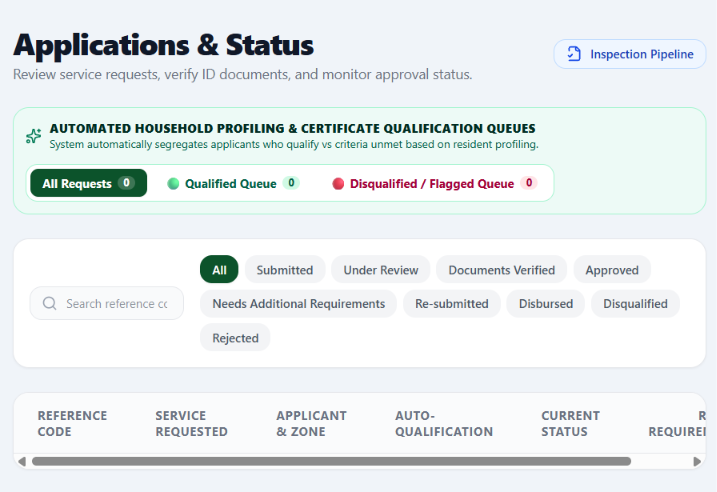 Applications & Status
Inspection Pipeline
Review service requests, verify ID documents, and monitor approval status.
AUTOMATED HOUSEHOLD PROFILING & CERTIFICATE QUALIFICATION QUEUES
System automatically segregates applicants who qualify vs criteria unmet based on resident profiling.
All Requests 0 Qualified Queue 0 Disqualified / Flagged Queue 0
All Submitted Under Review Documents Verified Approved
Search reference cc
Needs Additional Requirements Re-submitted Disbursed Disqualified
Rejected
REFERENCE SERVICE APPLICANT AUTO- CURRENT R
CODE REQUESTED & ZONE QUALIFICATION STATUS REQUIRE